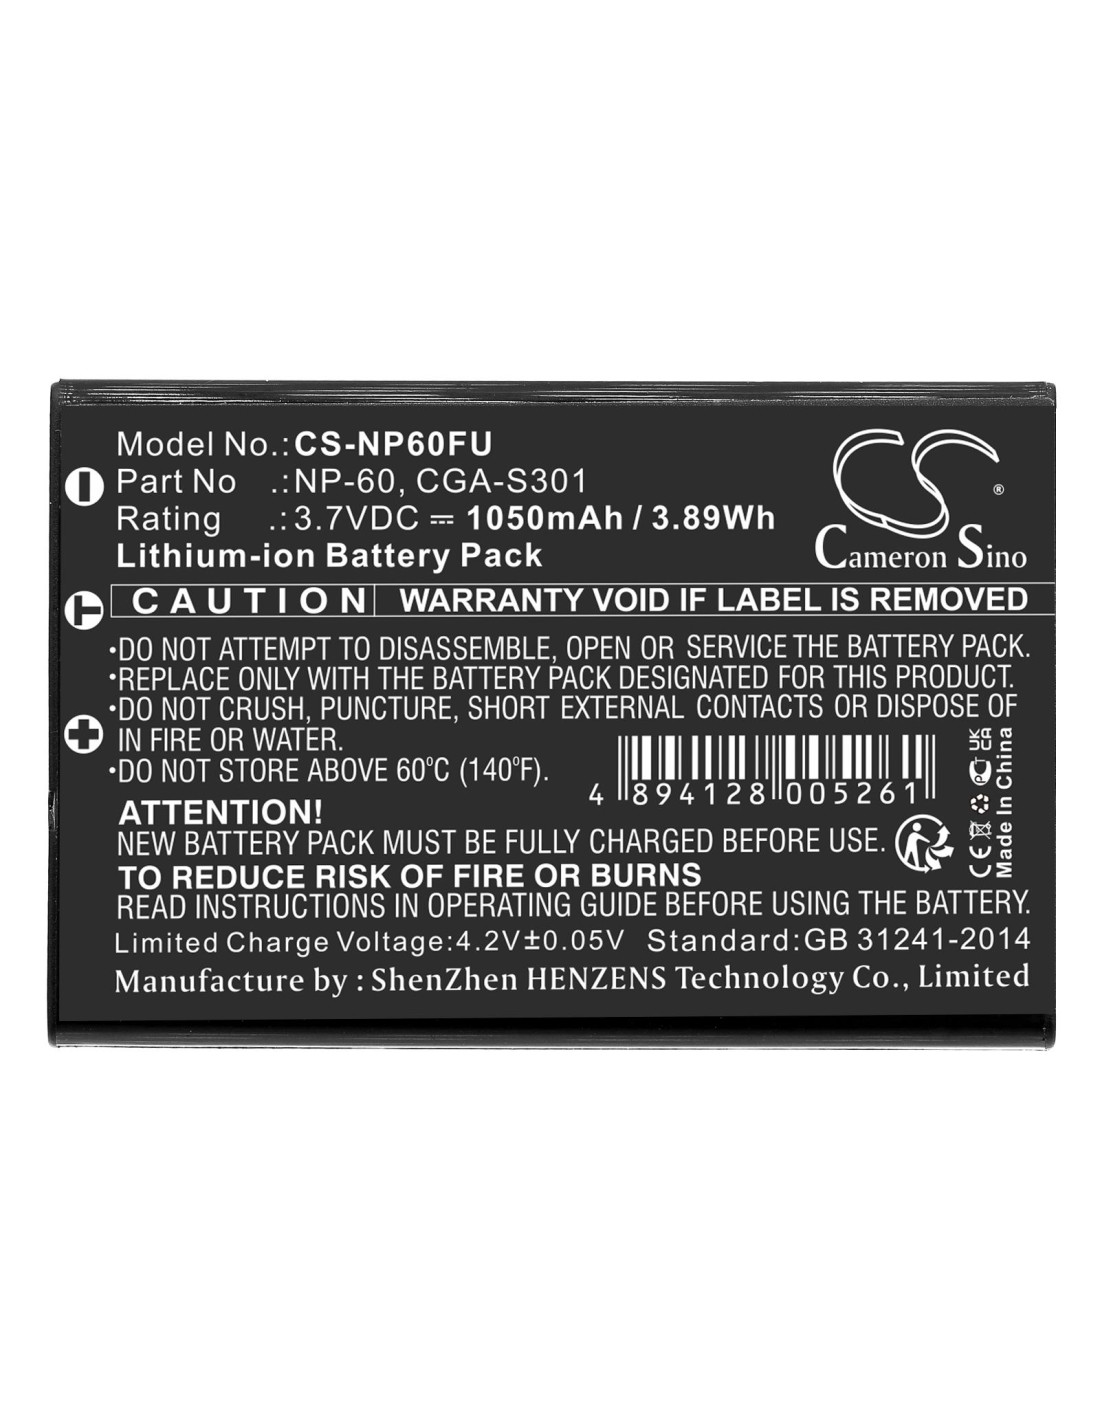 Model No.:CS-NP60FU
Part No .:NP-60, CGA-S301
Rating .:3.7VDC ⎓ 1050mAh / 3.89Wh
Lithium-ion Battery Pack
CS ®
Cameron Sino
CAUTION WARRANTY VOID IF LABEL IS REMOVED
•DO NOT ATTEMPT TO DISASSEMBLE, OPEN OR SERVICE THE BATTERY PACK.
•REPLACE ONLY WITH THE BATTERY PACK DESIGNATED FOR THIS PRODUCT.
•DO NOT CRUSH, PUNCTURE, SHORT EXTERNAL CONTACTS OR DISPOSE OF
IN FIRE OR WATER.
•DO NOT STORE ABOVE 60°C (140°F).
4 894128 005261
ATTENTION!
NEW BATTERY PACK MUST BE FULLY CHARGED BEFORE USE.
TO REDUCE RISK OF FIRE OR BURNS
READ INSTRUCTIONS IN OPERATING GUIDE BEFORE USING THE BATTERY.
Limited Charge Voltage:4.2V±0.05V Standard:GB 31241-2014
Manufacture by : ShenZhen HENZENS Technology Co., Limited
CE PCT UKCA
Made In China
- T +